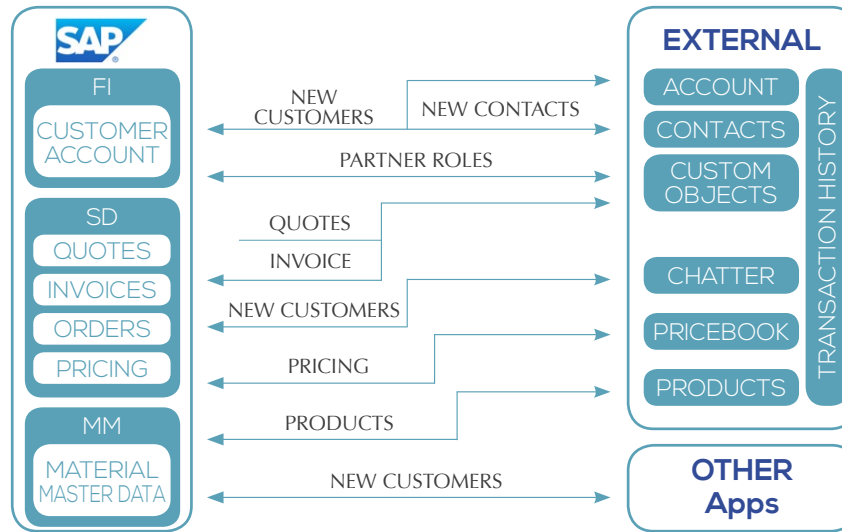 SAP
®
FI
CUSTOMER
ACCOUNT
SD
QUOTES
INVOICES
ORDERS
PRICING
MM
MATERIAL
MASTER DATA
NEW
CUSTOMERS
NEW CONTACTS
PARTNER ROLES
QUOTES
INVOICE
NEW CUSTOMERS
PRICING
PRODUCTS
NEW CUSTOMERS
EXTERNAL
ACCOUNT
CONTACTS
CUSTOM
OBJECTS
CHATTER
PRICEBOOK
PRODUCTS
TRANSACTION HISTORY
OTHER
Apps